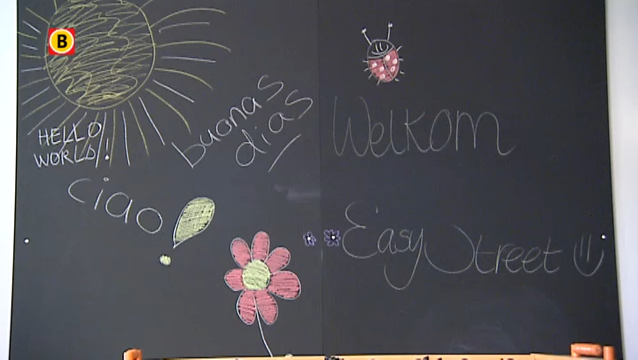 B
HELLO
WORLD!
buenas
dias
ciao!
Welkom
Easy Street